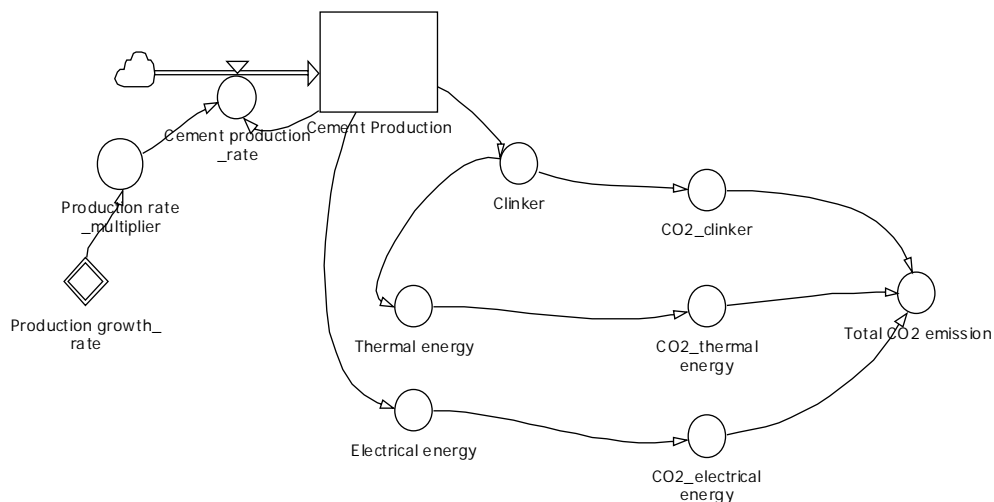 Cement Production
Cement production
_rate
Production rate
_multiplier
Clinker
CO2_clinker
Production growth_
rate
Thermal energy
CO2_thermal
energy
Total CO2 emission
Electrical energy
CO2_electrical
energy